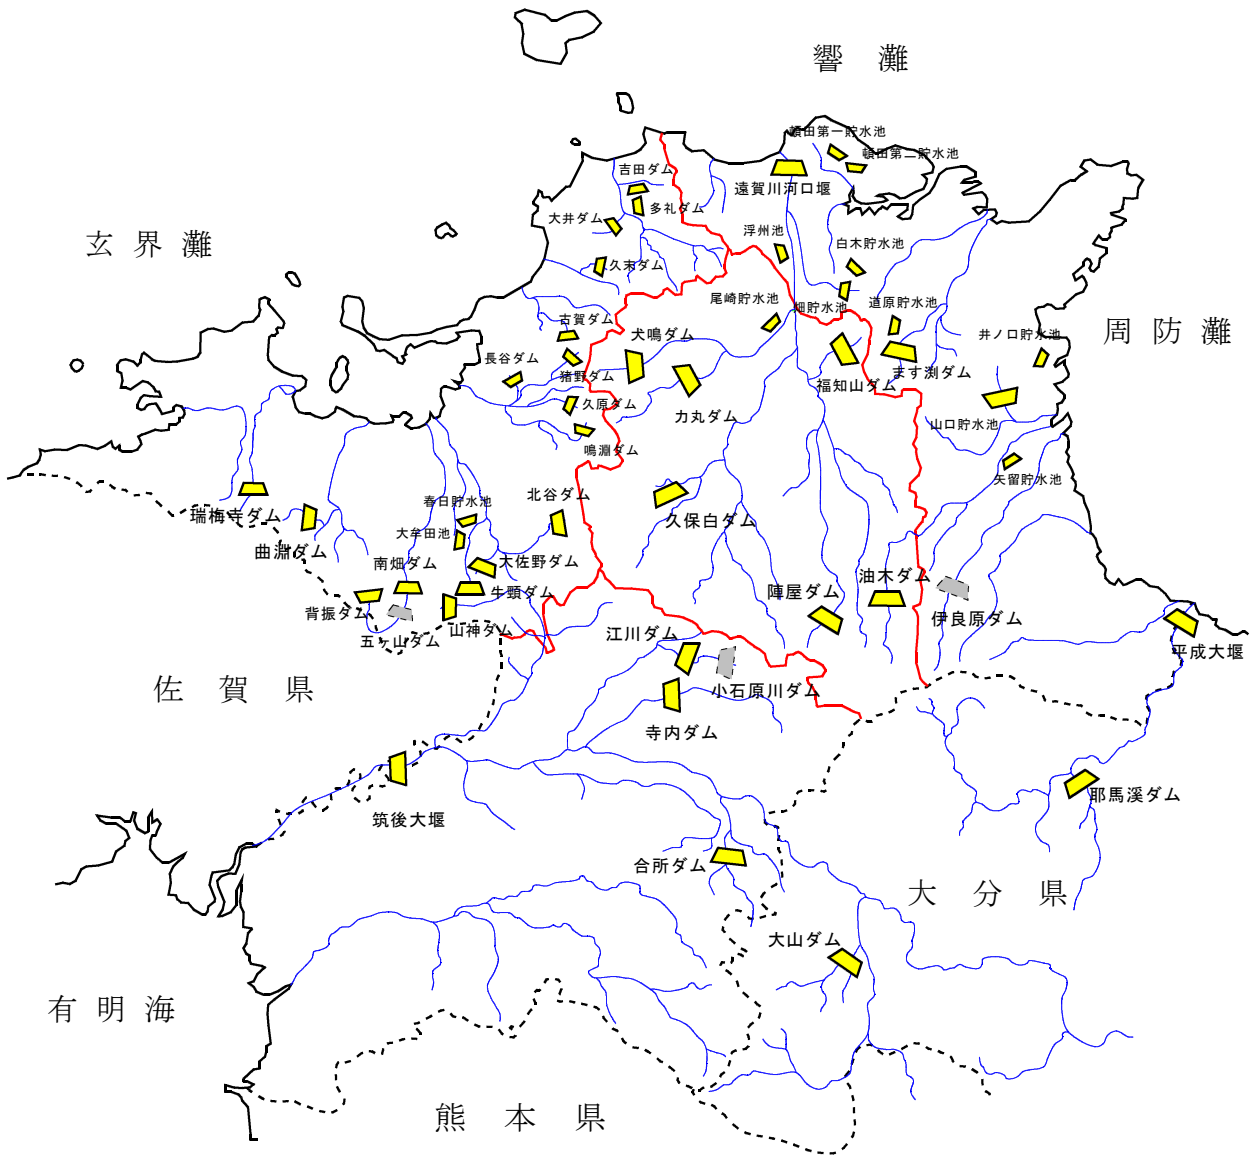 響灘
頓田第一貯水池
頓田第二貯水池
吉田ダム
遠賀川河口堰
多礼ダム
大井ダム
浮州池
玄界灘
白木貯水池
久末ダム
尾崎貯水池
畑貯水池
道原貯水池
古賀ダム
犬鳴ダム
井ノ口貯水池
周防灘
長谷ダム
猪野ダム
ます渕ダム
福知山ダム
久原ダム
力丸ダム
山口貯水池
鳴淵ダム
矢留貯水池
北谷ダム
春日貯水池
瑞梅寺ダム
久保白ダム
大牟田池
曲淵ダム
南畑ダム
大佐野ダム
油木ダム
陣屋ダム
牛頸ダム
背振ダム
伊良原ダム
山神ダム
江川ダム
五ヶ山ダム
平成大堰
佐賀県
小石原川ダム
寺内ダム
耶馬溪ダム
筑後大堰
合所ダム
大分県
大山ダム
有明海
熊本県